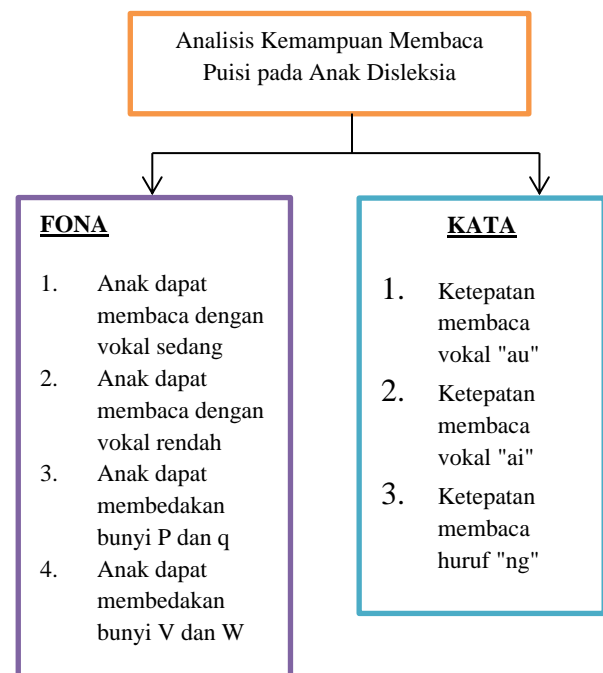 Analisis Kemampuan Membaca
Puisi pada Anak Disleksia
FONA
1. Anak dapat
membaca dengan
vokal sedang
2. Anak dapat
membaca dengan
vokal rendah
3. Anak dapat
membedakan
bunyi P dan q
4. Anak dapat
membedakan
bunyi V dan W
KATA
1. Ketepatan
membaca
vokal "au"
2. Ketepatan
membaca
vokal "ai"
3. Ketepatan
membaca
huruf "ng"